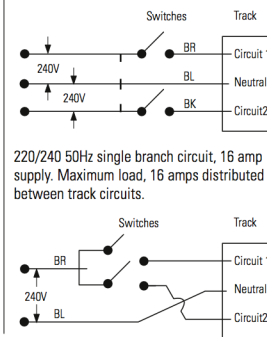 Switches Track
BR Circuit 1
240V
BL Neutral
240V
BK Circuit2
220/240 50Hz single branch circuit, 16 amp
supply. Maximum load, 16 amps distributed
between track circuits.
Switches Track
BR Circuit 1
Neutral
240V
BL Circuit2